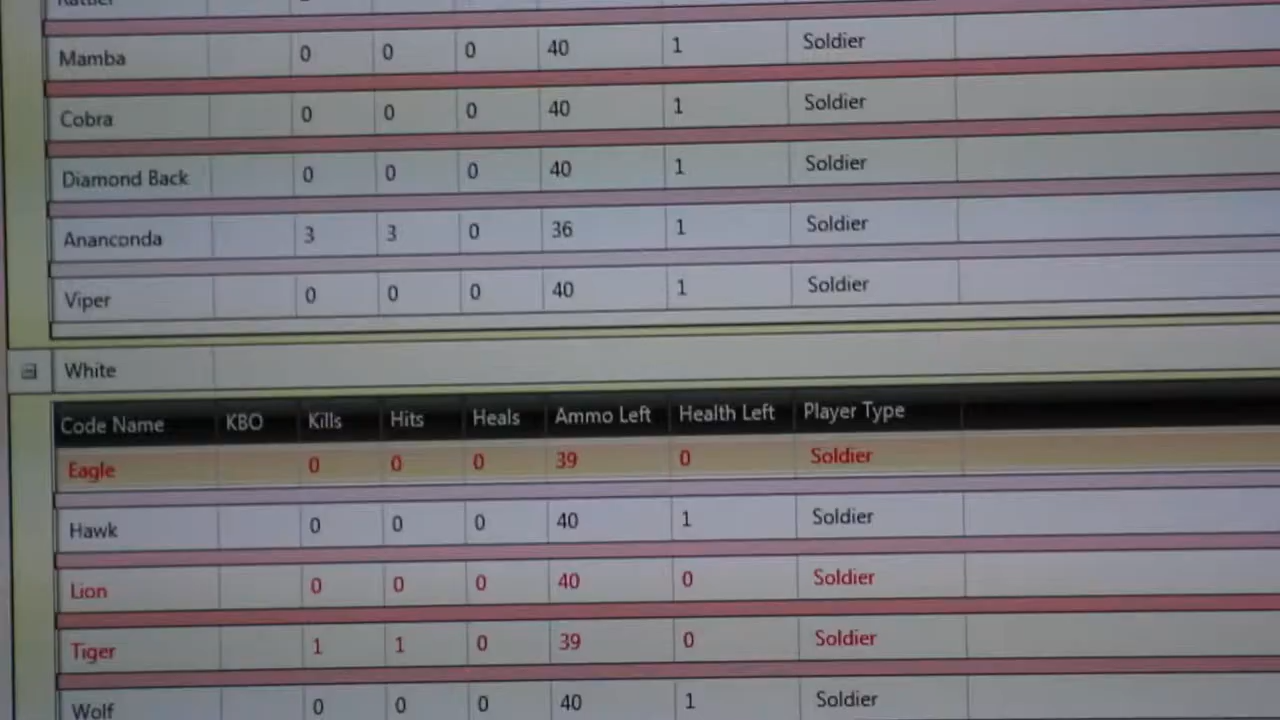 Mamba 0 0 0 40 1 Soldier
Cobra 0 0 0 40 1 Soldier
Diamond Back 0 0 0 40 1 Soldier
Ananconda 3 3 0 36 1 Soldier
Viper 0 0 0 40 1 Soldier
White
Code Name KBO Kills Hits Heals Ammo Left Health Left Player Type
Eagle 0 0 0 39 0 Soldier
Hawk 0 0 0 40 1 Soldier
Lion 0 0 0 40 0 Soldier
Tiger 1 1 0 39 0 Soldier
Wolf 0 0 0 40 1 Soldier